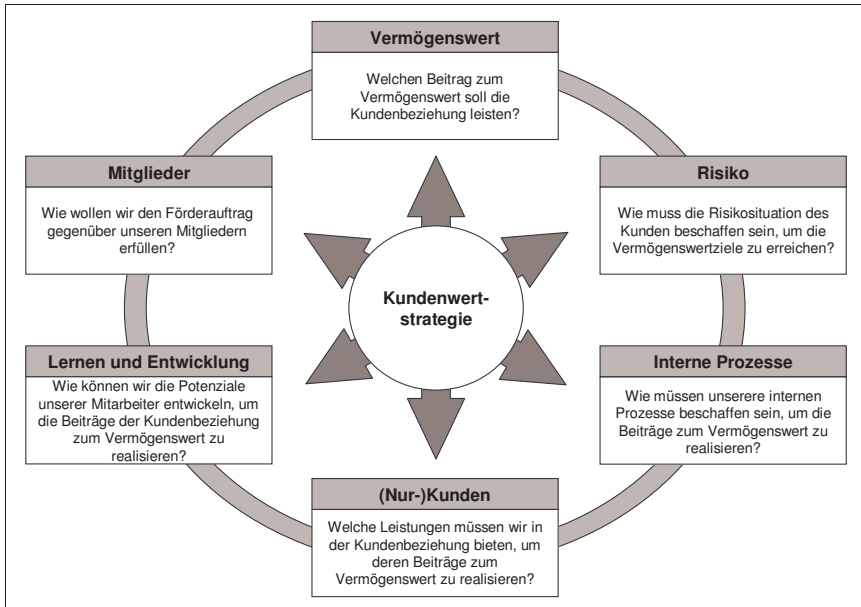 Vermögenswert
Welchen Beitrag zum
Vermögenswert soll die
Kundenbeziehung leisten?
Mitglieder
Wie wollen wir den Förderauftrag
gegenüber unseren Mitgliedern
erfüllen?
Risiko
Wie muss die Risikosituation des
Kunden beschaffen sein, um die
Vermögenswertziele zu erreichen?
Kundenwert-
strategie
Lernen und Entwicklung
Wie können wir die Potenziale
unserer Mitarbeiter entwickeln, um
die Beiträge der Kundenbeziehung
zum Vermögenswert zu
realisieren?
Interne Prozesse
Wie müssen unserere internen
Prozesse beschaffen sein, um die
Beiträge zum Vermögenswert zu
realisieren?
(Nur-)Kunden
Welche Leistungen müssen wir in
der Kundenbeziehung bieten, um
deren Beiträge zum
Vermögenswert zu realisieren?